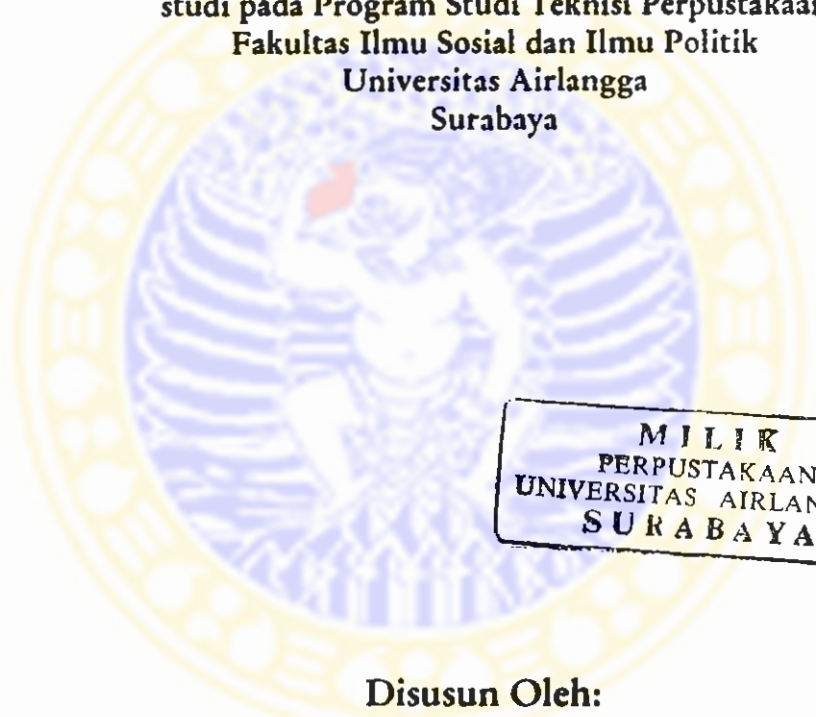 studi pada Program Studi Teknisi Perpustakaan
Fakultas Ilmu Sosial dan Ilmu Politik
Universitas Airlangga
Surabaya
MILIK
PERPUSTAKAAN
UNIVERSITAS AIRLAN
SURABAYA
Disusun Oleh: